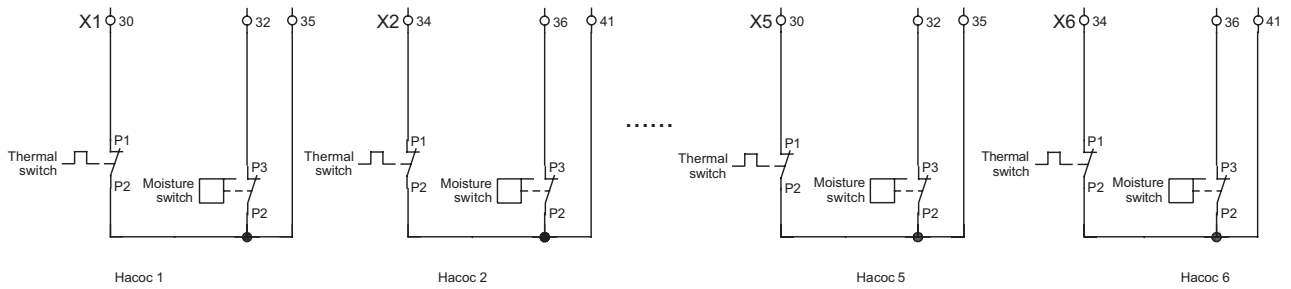 X1 30 32 35 X2 34 36 41 X5 30 32 35 X6 34 36 41
......
P1 P1 P1 P1
Thermal switch P3 Thermal switch P3 Thermal switch P3 Thermal switch P3
P2 Moisture switch P2 Moisture switch P2 Moisture switch P2 Moisture switch
P2 P2 P2 P2
Насос 1 Насос 2 Насос 5 Насос 6